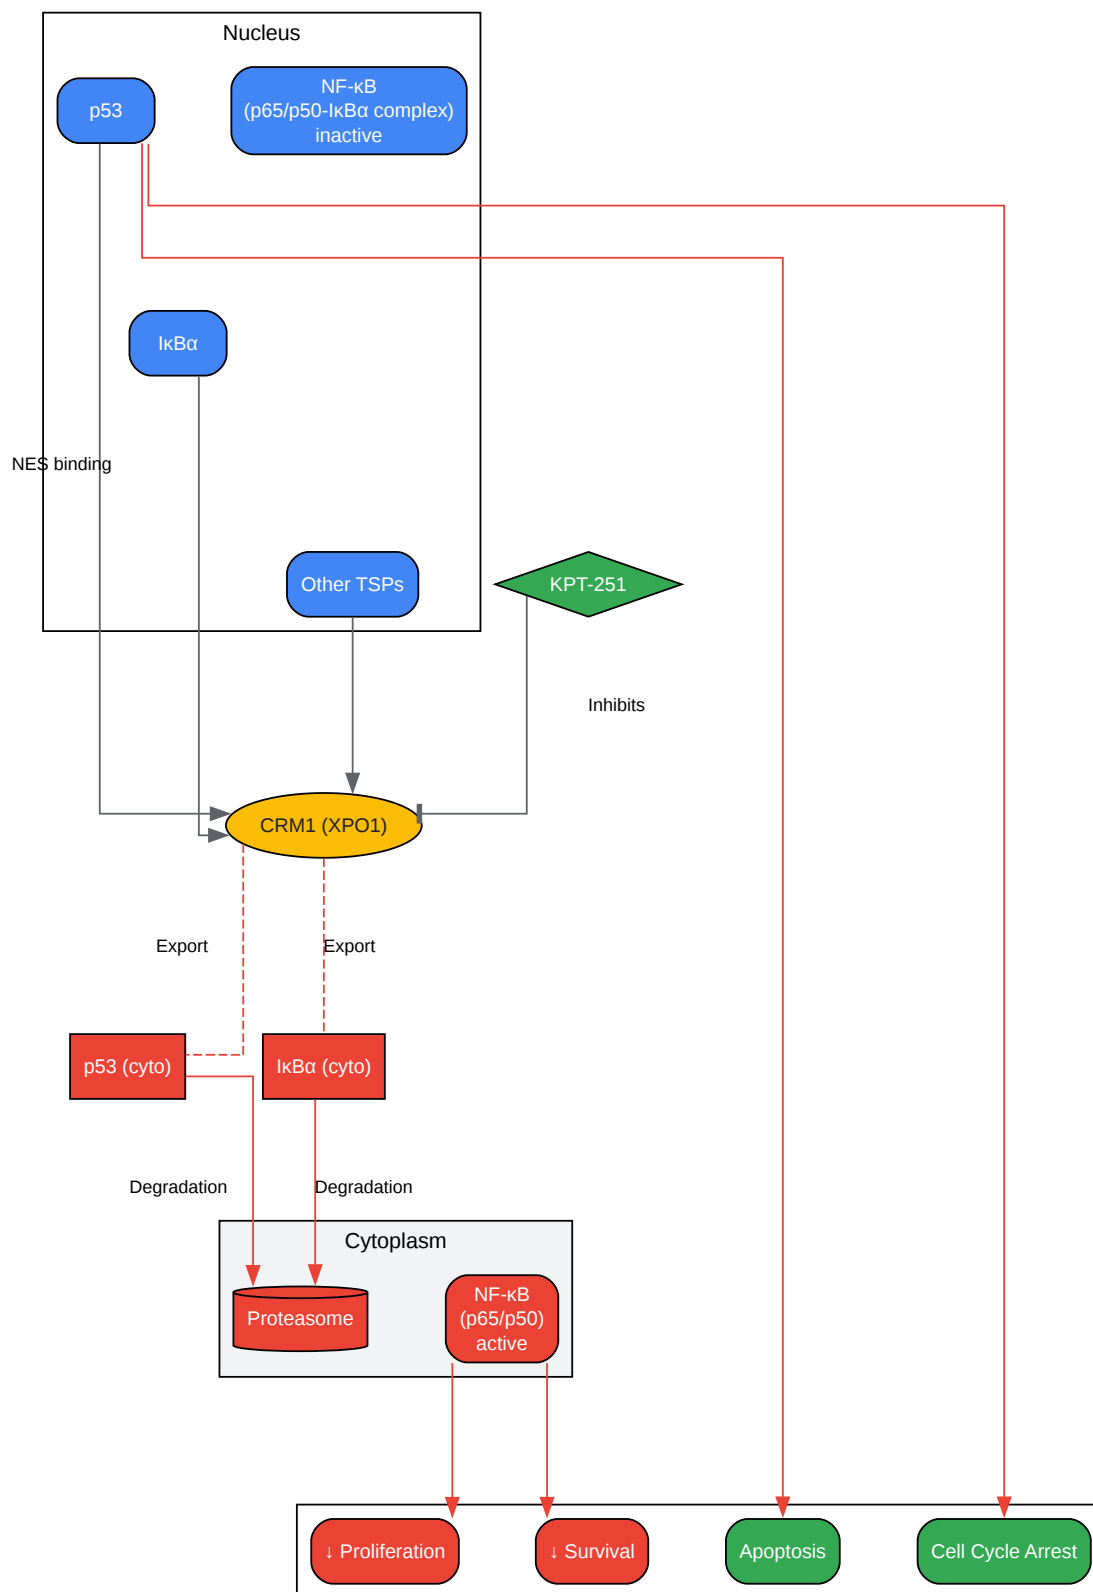 Nucleus
p53
NF-κB
(p65/p50-IκBα complex)
inactive
IκBα
NES binding
Other TSPs
KPT-251
Inhibits
CRM1 (XPO1)
Export
Export
p53 (cyto)
IκBα (cyto)
Degradation
Degradation
Cytoplasm
Proteasome
NF-κB
(p65/p50)
active
↓ Proliferation
↓ Survival
Apoptosis
Cell Cycle Arrest